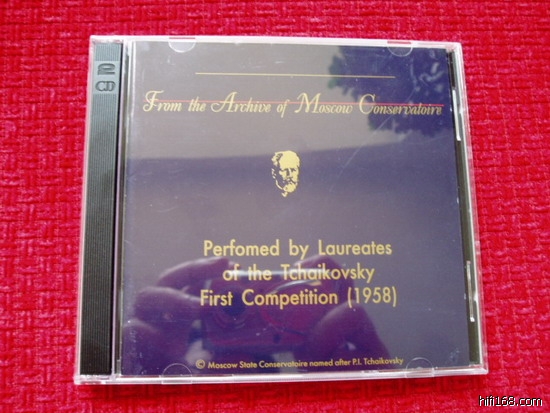 2
CD
From the Archive of Moscow Conservatoire
Perfomed by Laureates
of the Tchaikovsky
First Competition (1958)
© Moscow State Conservatoire named after P.I. Tchaikovsky
hifi168.com